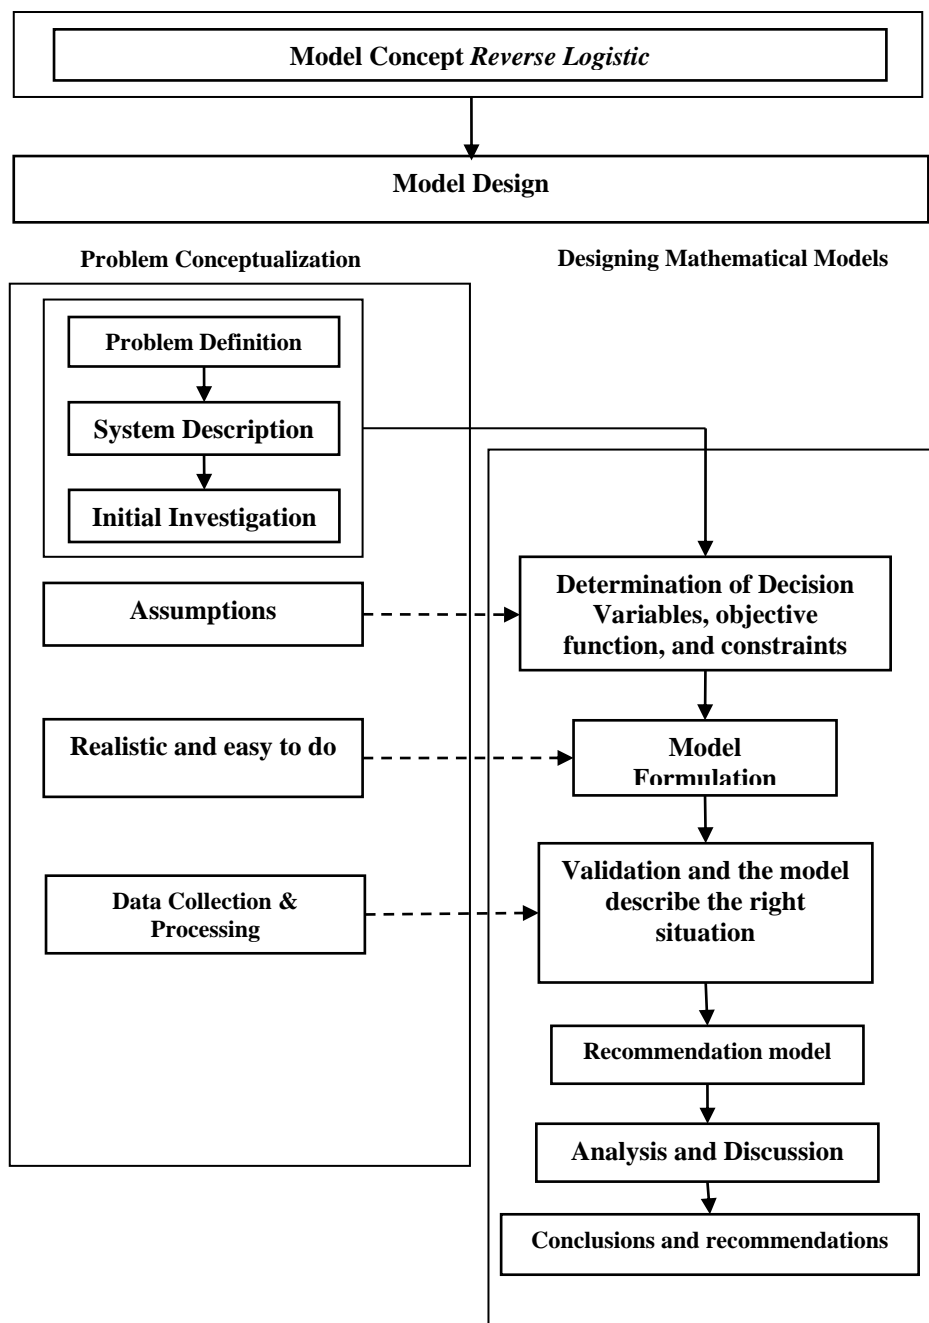 Model Concept Reverse Logistic
Model Design
Problem Conceptualization
Designing Mathematical Models
Problem Definition
System Description
Initial Investigation
Assumptions
Realistic and easy to do
Data Collection &
Processing
Determination of Decision
Variables, objective
function, and constraints
Model
Formulation
Validation and the model
describe the right
situation
Recommendation model
Analysis and Discussion
Conclusions and recommendations